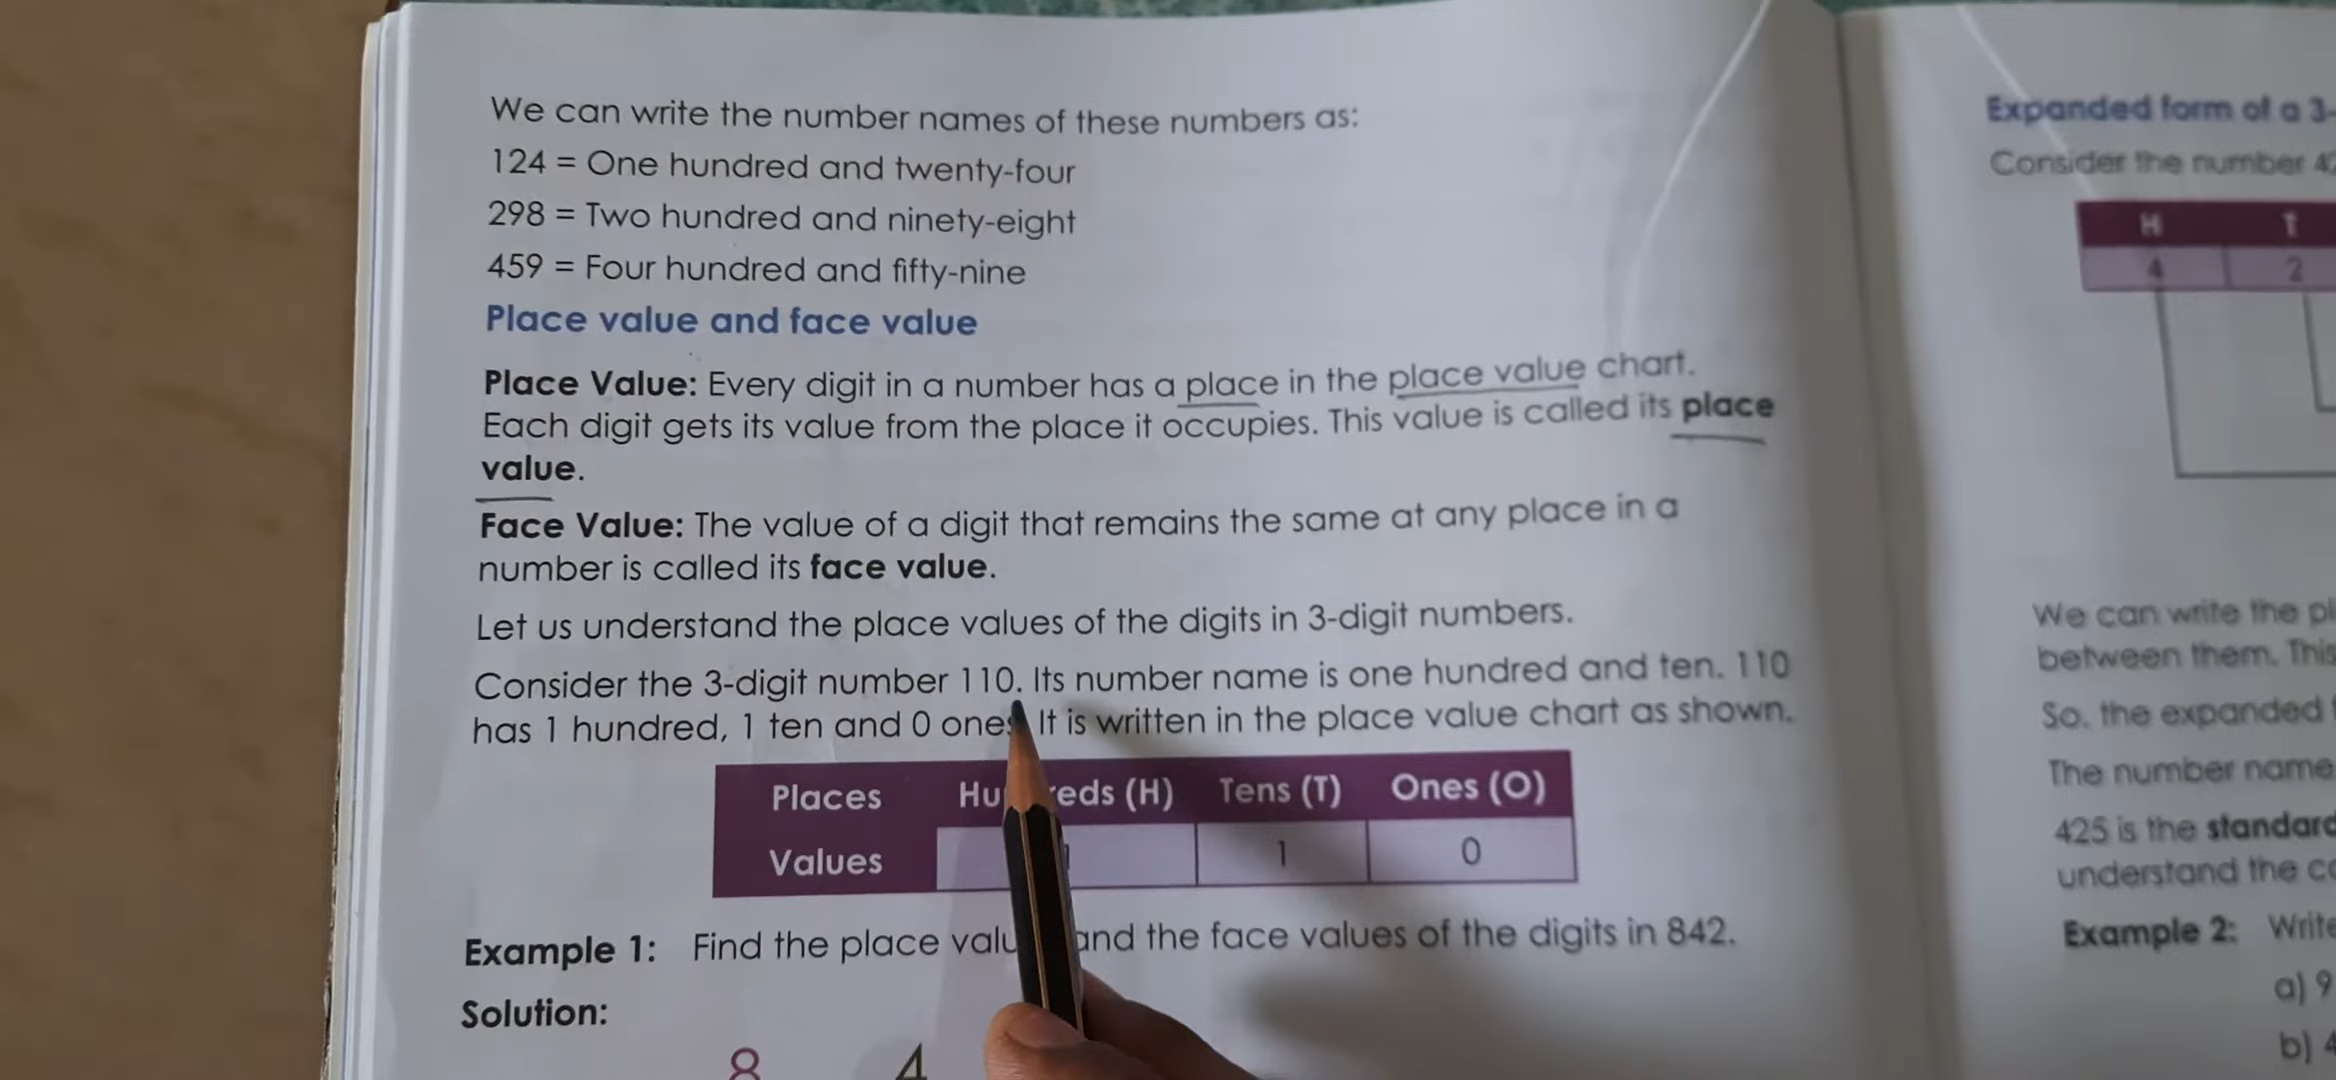 We can write the number names of these numbers as:
124 = One hundred and twenty-four
298 = Two hundred and ninety-eight
459 = Four hundred and fifty-nine
Place value and face value
Place Value: Every digit in a number has a place in the place value chart.
Each digit gets its value from the place it occupies. This value is called its place
value.
Face Value: The value of a digit that remains the same at any place in a
number is called its face value.
Let us understand the place values of the digits in 3-digit numbers.
Consider the 3-digit number 110. Its number name is one hundred and ten. 110
has 1 hundred, 1 ten and 0 ones It is written in the place value chart as shown.
Places Hundreds (H) Tens (T) Ones (O)
Values 1 1 0
Example 1: Find the place and the face values of the digits in 842.
Solution:
8 4
Expanded form of a 3-
Consider the number
H T
4 2
We can write the
between them. This
So, the expanded
The number name
425 is the standard
understand the
Example 2: Write
a) 9
b) 4